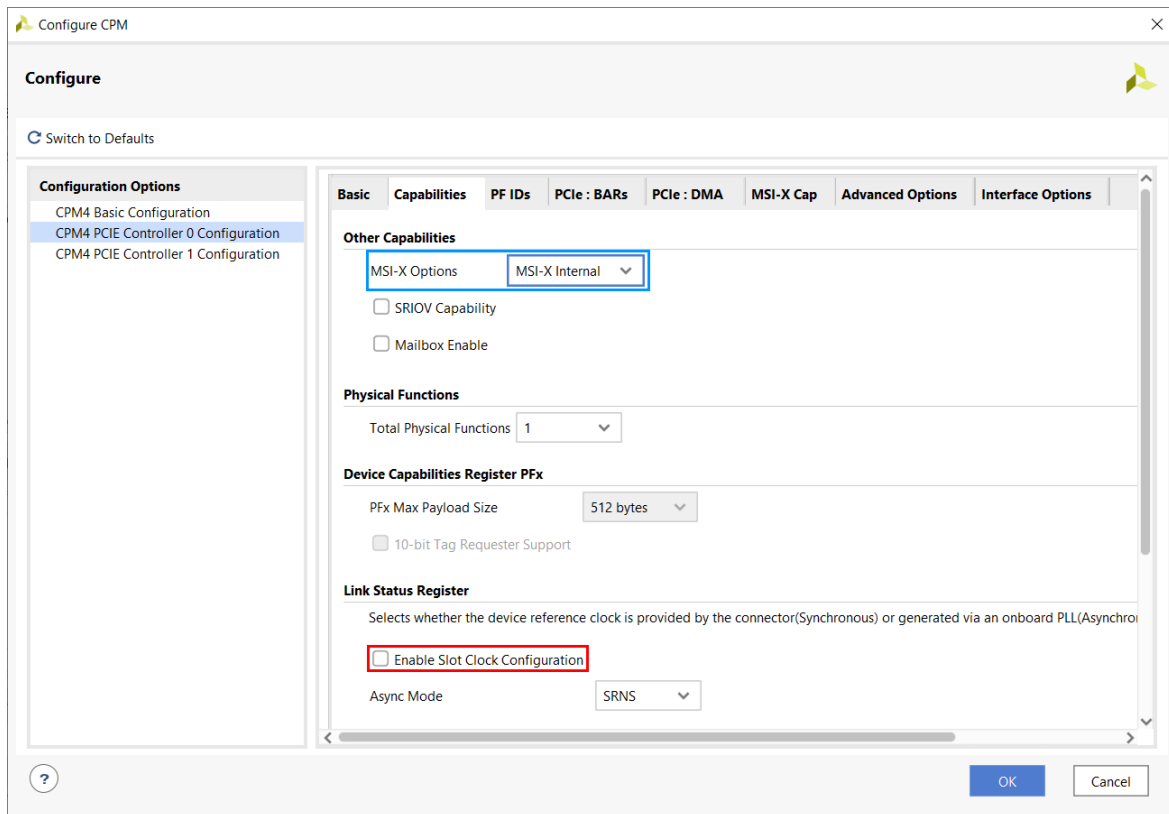 Configure CPM
Configure
Switch to Defaults
Configuration Options
CPM4 Basic Configuration
CPM4 PCIE Controller 0 Configuration
CPM4 PCIE Controller 1 Configuration
Basic Capabilities PF IDs PCIe : BARs PCIe : DMA MSI-X Cap Advanced Options Interface Options
Other Capabilities
MSI-X Options MSI-X Internal
SRIOV Capability
Mailbox Enable
Physical Functions
Total Physical Functions 1
Device Capabilities Register PFx
PFx Max Payload Size 512 bytes
10-bit Tag Requester Support
Link Status Register
Selects whether the device reference clock is provided by the connector(Synchronous) or generated via an onboard PLL(Asynchro
Enable Slot Clock Configuration
Async Mode SRNS
?
OK Cancel